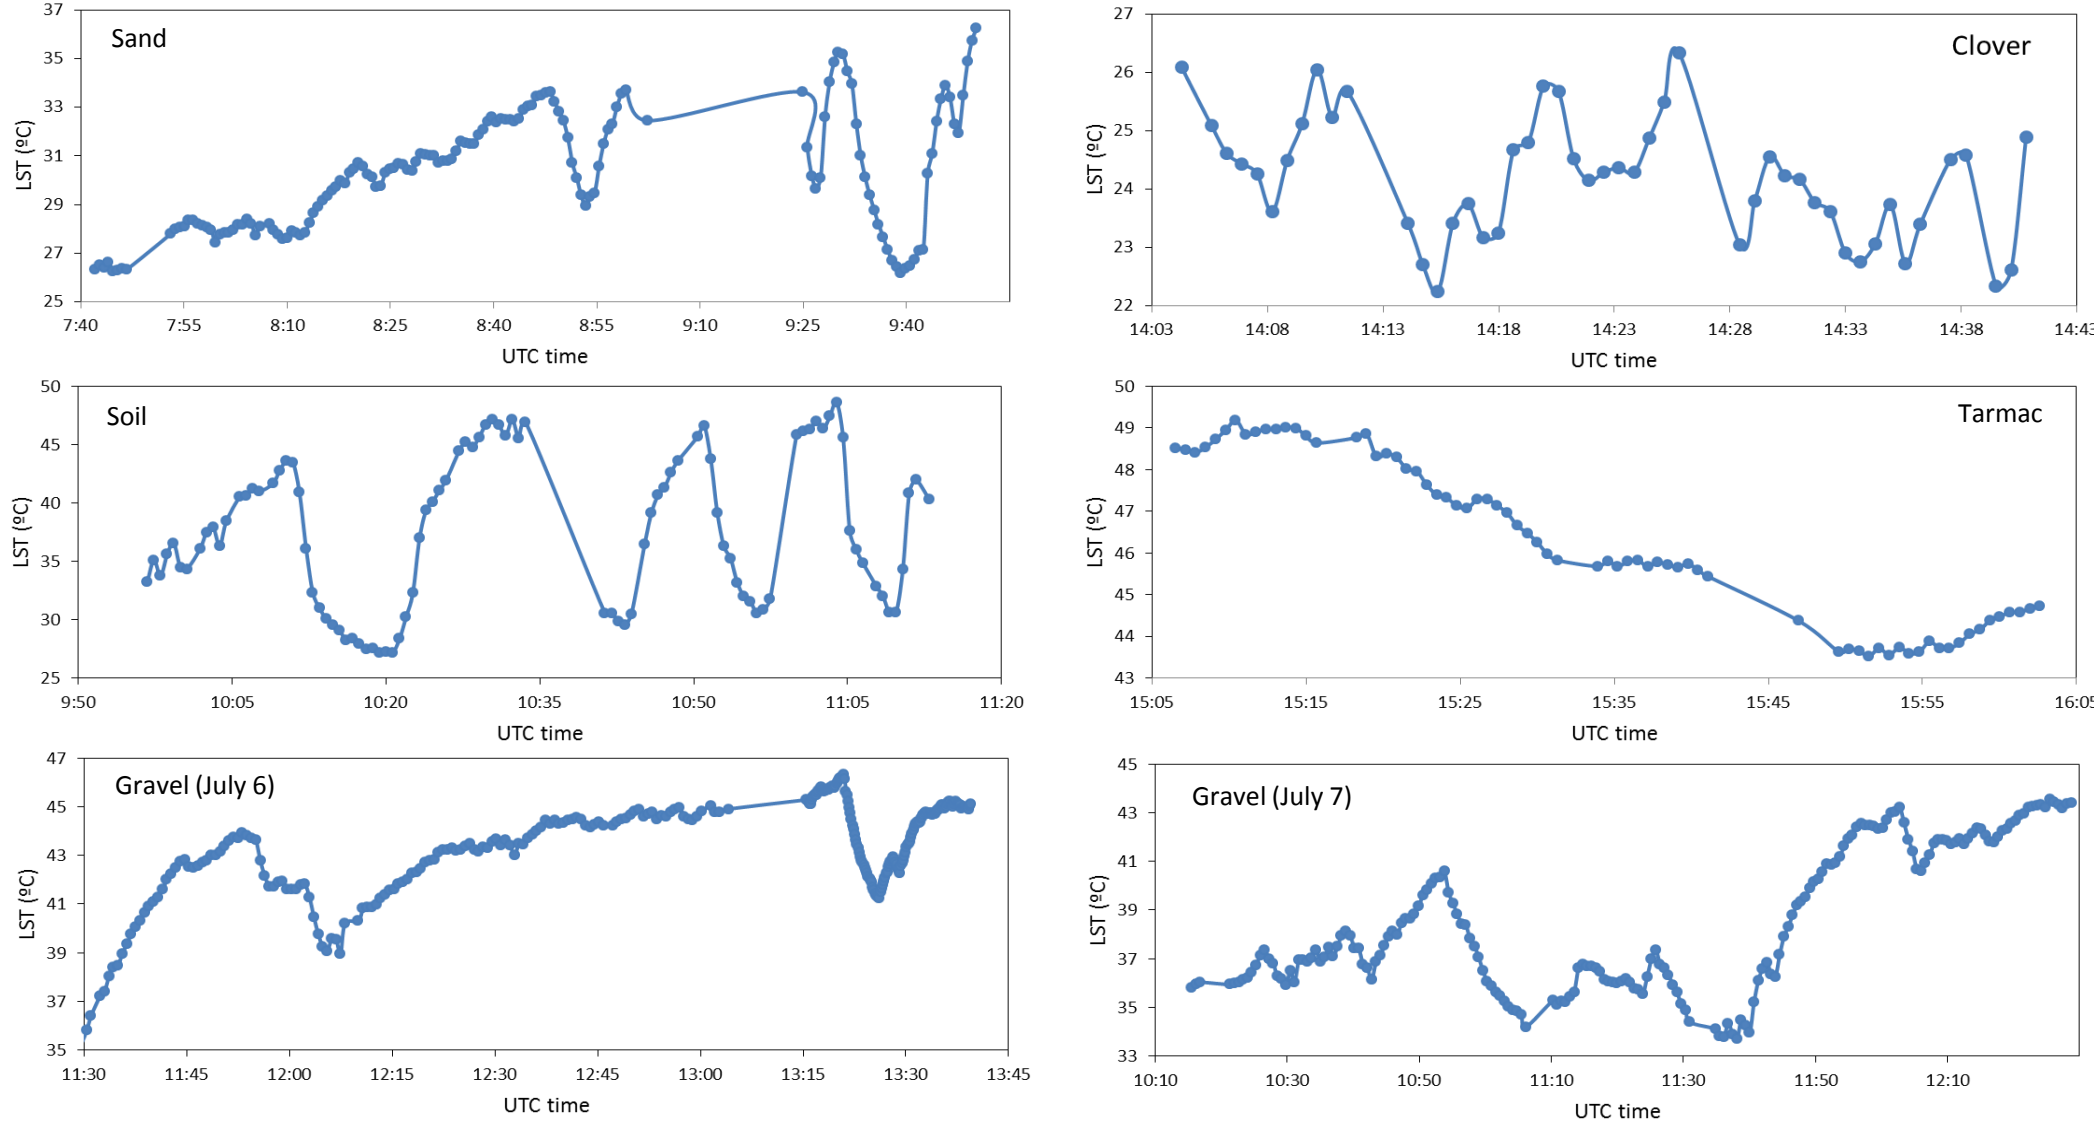 Sand
LST (ºC)
37
35
33
31
29
27
25
7:40 7:55 8:10 8:25 8:40 8:55 9:10 9:25 9:40
UTC time
Clover
LST (ºC)
27
26
25
24
23
22
14:03 14:08 14:13 14:18 14:23 14:28 14:33 14:38 14:43
UTC time
Soil
LST (ºC)
50
45
40
35
30
25
9:50 10:05 10:20 10:35 10:50 11:05 11:20
UTC time
Tarmac
LST (ºC)
50
49
48
47
46
45
44
43
15:05 15:15 15:25 15:35 15:45 15:55 16:05
UTC time
Gravel (July 6)
LST (ºC)
47
45
43
41
39
37
35
11:30 11:45 12:00 12:15 12:30 12:45 13:00 13:15 13:30 13:45
UTC time
Gravel (July 7)
LST (ºC)
45
43
41
39
37
35
33
10:10 10:30 10:50 11:10 11:30 11:50 12:10
UTC time